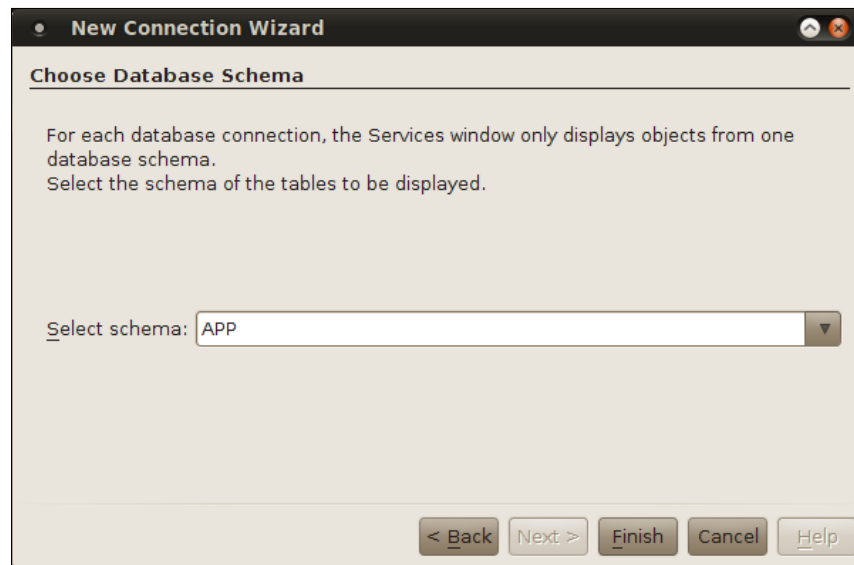 New Connection Wizard
Choose Database Schema
For each database connection, the Services window only displays objects from one
database schema.
Select the schema of the tables to be displayed.
Select schema: APP
< Back Next > Finish Cancel Help